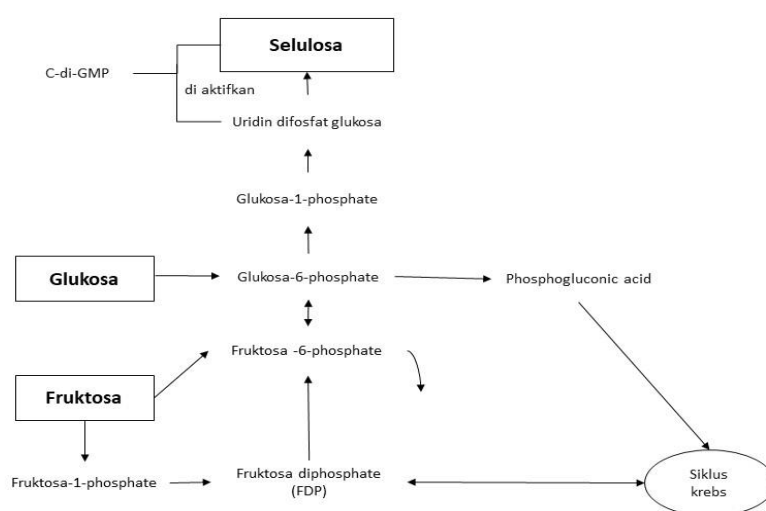 Selulosa
C-di-GMP
di aktifkan
Uridin difosfat glukosa
Glukosa-1-phosphate
Glukosa
Glukosa-6-phosphate
Phosphogluconic acid
Fruktosa -6-phosphate
Fruktosa
Fruktosa-1-phosphate
Fruktosa diphosphate
(FDP)
Siklus
krebs